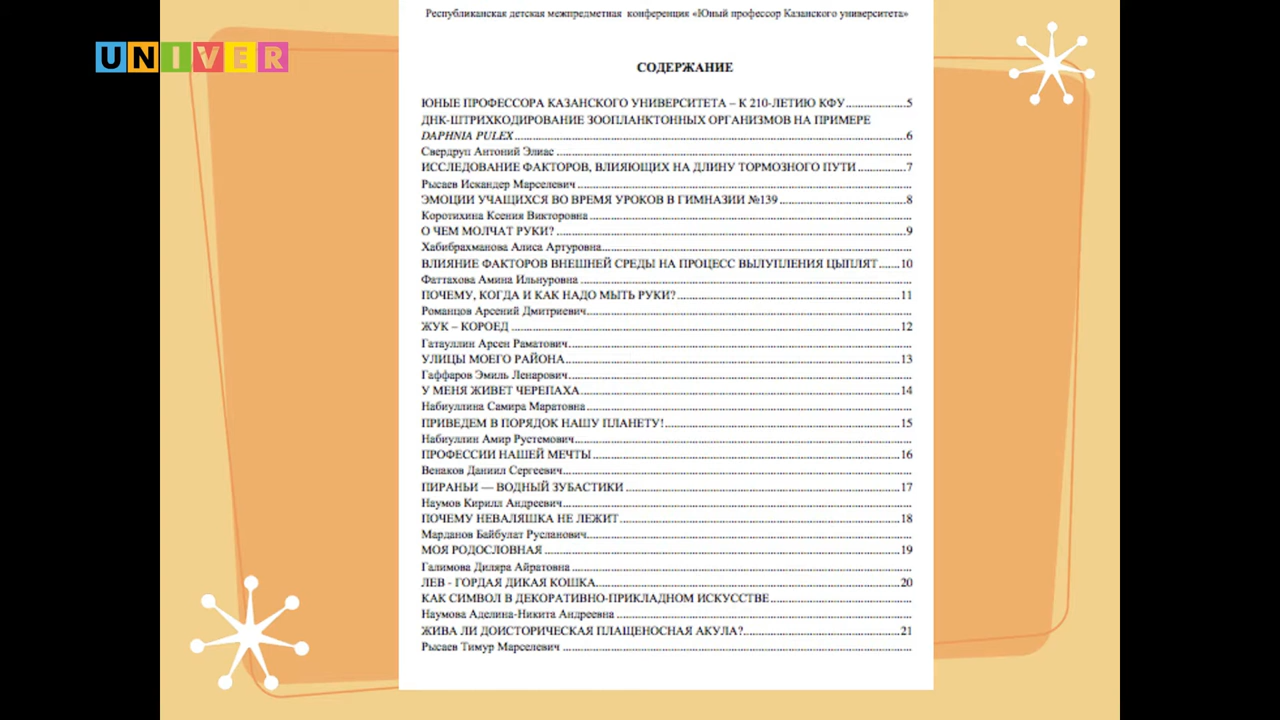 UNIVER
Республиканская детская межпредметная конференция «Юный профессор Казанского университета»
СОДЕРЖАНИЕ
ЮНЫЕ ПРОФЕССОРА КАЗАНСКОГО УНИВЕРСИТЕТА – К 210-ЛЕТИЮ КФУ....................5
ДНК-ШТРИХКОДИРОВАНИЕ ЗООПЛАНКТОННЫХ ОРГАНИЗМОВ НА ПРИМЕРЕ
DAPHNIA PULEX....................6
Свердруп Антоний Элиас....................
ИССЛЕДОВАНИЕ ФАКТОРОВ, ВЛИЯЮЩИХ НА ДЛИНУ ТОРМОЗНОГО ПУТИ....................7
Рысаев Искандер Марселевич....................
ЭМОЦИИ УЧАЩИХСЯ ВО ВРЕМЯ УРОКОВ В ГИМНАЗИИ №139....................8
Коротихина Ксения Викторовна....................
О ЧЕМ МОЛЧАТ РУКИ?....................9
Хабибрахманова Алиса Артуровна....................
ВЛИЯНИЕ ФАКТОРОВ ВНЕШНЕЙ СРЕДЫ НА ПРОЦЕСС ВЫЛУПЛЕНИЯ ЦЫПЛЯТ.......10
Фаттахова Амина Ильнуровна....................
ПОЧЕМУ, КОГДА И КАК НАДО МЫТЬ РУКИ?....................11
Романцов Арсений Дмитриевич....................
ЖУК – КОРОЕД....................12
Гатауллин Арсен Раматович....................
УЛИЦЫ МОЕГО РАЙОНА....................13
Гаффаров Эмиль Ленарович....................
У МЕНЯ ЖИВЕТ ЧЕРЕПАХА....................14
Набиуллина Самира Маратовна....................
ПРИВЕДЕМ В ПОРЯДОК НАШУ ПЛАНЕТУ!....................15
Набиуллин Амир Рустемович....................
ПРОФЕССИИ НАШЕЙ МЕЧТЫ....................16
Венаков Даниил Сергеевич....................
ПИРАНЬИ — ВОДНЫЙ ЗУБАСТИКИ....................17
Наумов Кирилл Андреевич....................
ПОЧЕМУ НЕВАЛЯШКА НЕ ЛЕЖИТ....................18
Марданов Байбулат Русланович....................
МОЯ РОДОСЛОВНАЯ....................19
Галимова Диляра Айратовна....................
ЛЕВ - ГОРДАЯ ДИКАЯ КОШКА....................20
КАК СИМВОЛ В ДЕКОРАТИВНО-ПРИКЛАДНОМ ИСКУССТВЕ....................
Наумова Аделина-Никита Андреевна....................
ЖИВА ЛИ ДОИСТОРИЧЕСКАЯ ПЛАЩЕНОСНАЯ АКУЛА?....................21
Рысаев Тимур Марселевич....................